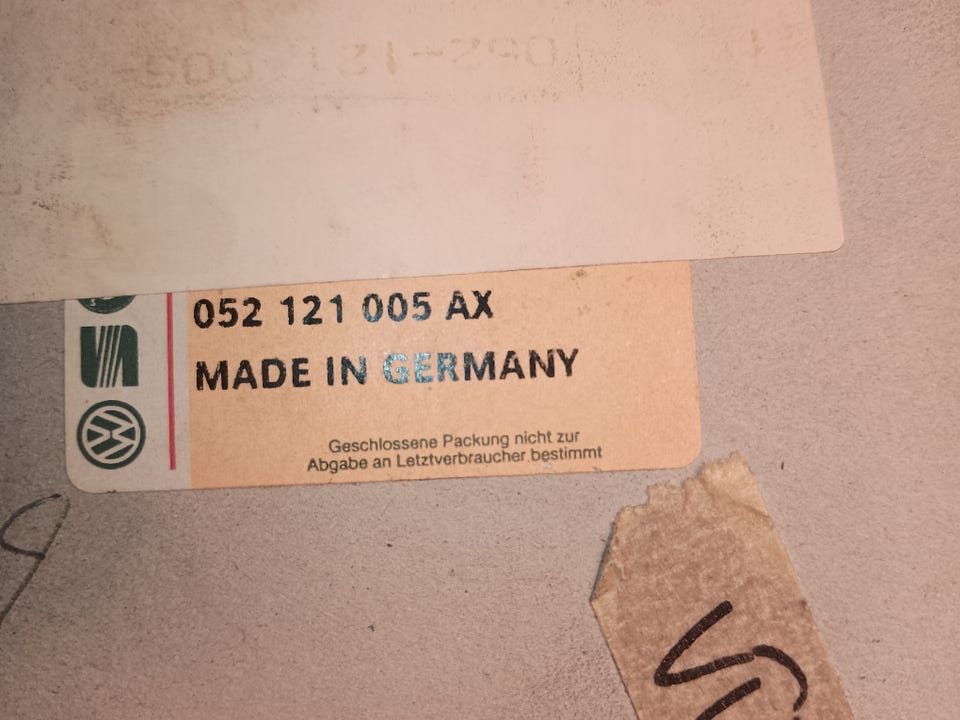 052 121 005 AX
MADE IN GERMANY
Geschlossene Packung nicht zur
Abgabe an Letztverbraucher bestimmt